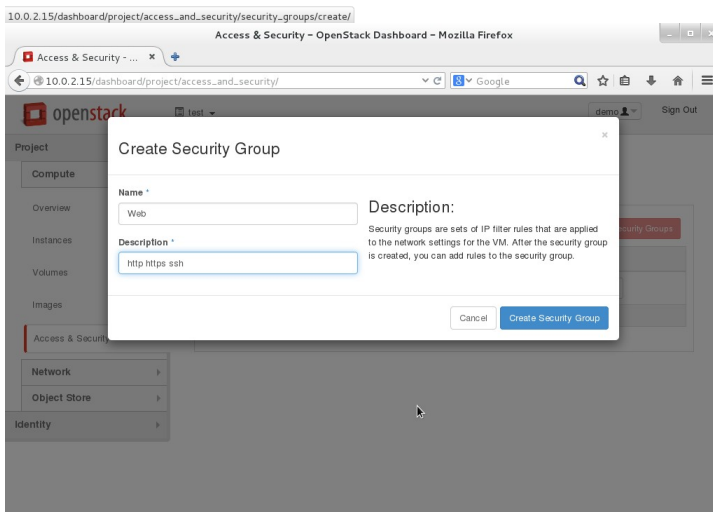 10.0.2.15/dashboard/project/access_and_security/security_groups/create/
Access & Security - OpenStack Dashboard - Mozilla Firefox
Access & Security - ...
10.0.2.15/dashboard/project/access_and_security/
Google
openstack
test
demo
Sign Out
Project
Compute
Overview
Instances
Volumes
Images
Access & Security
Network
Object Store
Identity
Create Security Group
Name *
Web
Description *
http https ssh
Description:
Security groups are sets of IP filter rules that are applied
to the network settings for the VM. After the security group
is created, you can add rules to the security group.
Security Groups
Cancel
Create Security Group